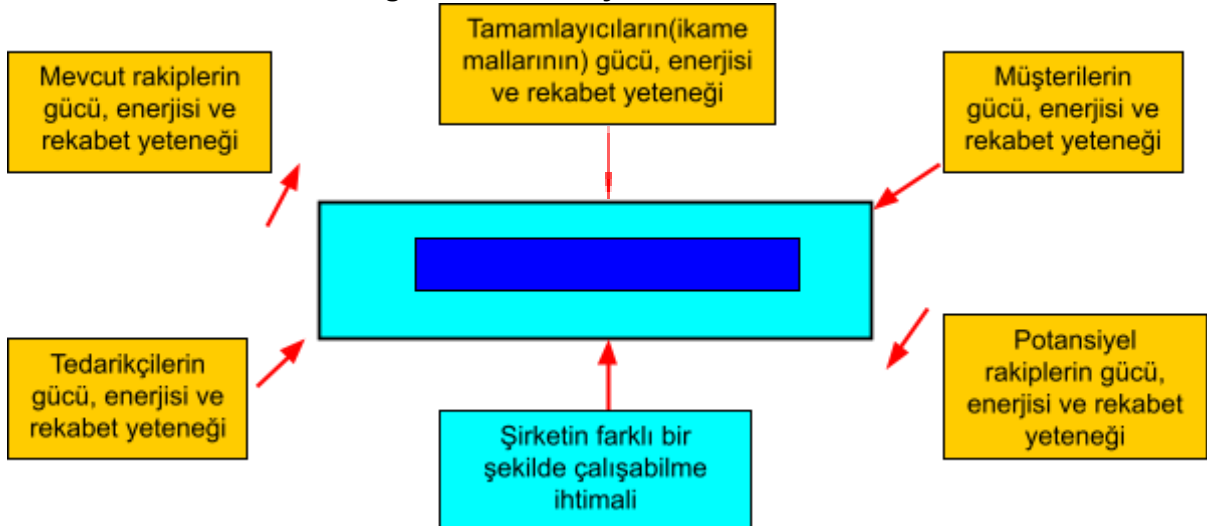 Tamamlayıcıların(ikame
mallarının) gücü, enerjisi
ve rekabet yeteneği
Mevcut rakiplerin
gücü, enerjisi ve
rekabet yeteneği
Müşterilerin
gücü, enerjisi ve
rekabet yeteneği
Tedarikçilerin
gücü, enerjisi ve
rekabet yeteneği
Potansiyel
rakiplerin gücü,
enerjisi ve rekabet
yeteneği
Şirketin farklı bir
şekilde çalışabilme
ihtimali